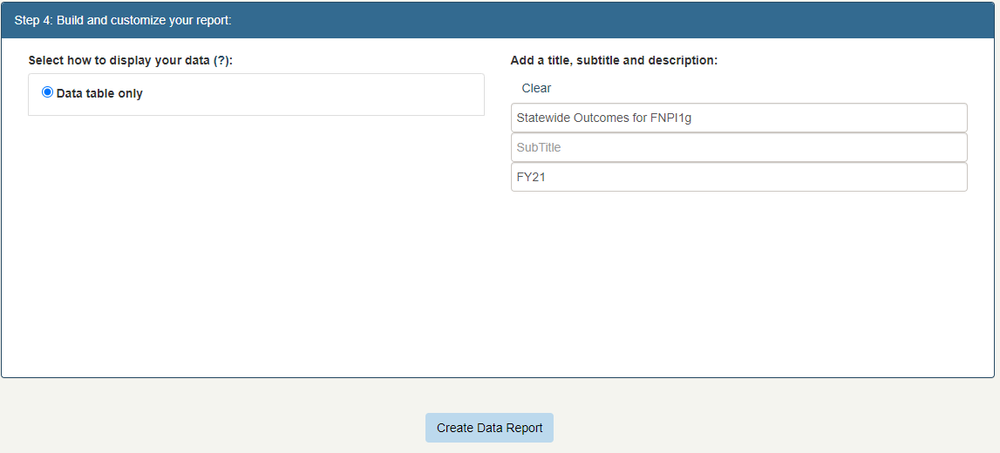 Step 4: Build and customize your report:
Select how to display your data (?):
Data table only
Add a title, subtitle and description:
Clear
Statewide Outcomes for FNPI1g
SubTitle
FY21
Create Data Report